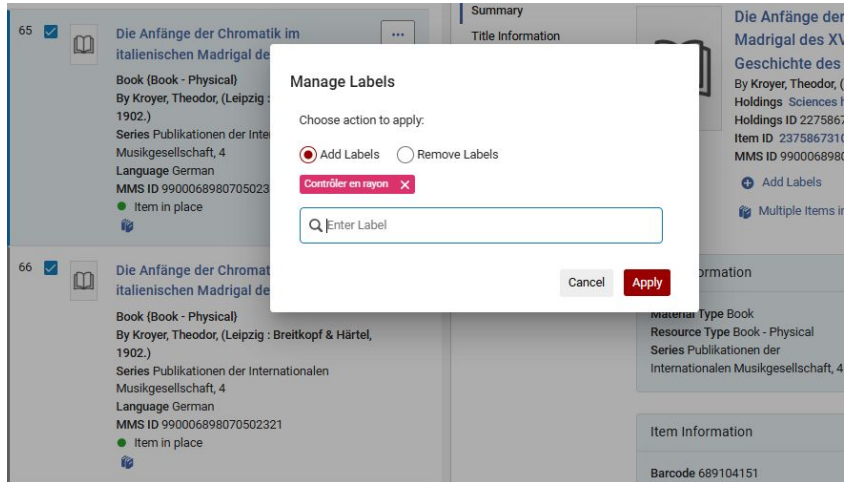 65
Die Anfänge der Chromatik im
italienischen Madrigal de
Book {Book - Physical}
By Kroyer, Theodor, (Leipzig :
1902.)
Series Publikationen der Inter
Musikgesellschaft, 4
Language German
MMS ID 9900068980705023
Item in place
66
Die Anfänge der Chromat
italienischen Madrigal de
Book {Book - Physical}
By Kroyer, Theodor, (Leipzig : Breitkopf & Härtel,
1902.)
Series Publikationen der Internationalen
Musikgesellschaft, 4
Language German
MMS ID 990006898070502321
Item in place
Manage Labels
Choose action to apply:
Add Labels Remove Labels
Contrôler en rayon
Enter Label
Cancel Apply
Summary
Title Information
Die Anfänge der
Madrigal des XV
Geschichte des
By Kroyer, Theodor, (
Holdings Sciences h
Holdings ID 2275867
Item ID 2375867310
MMS ID 9900068980
Add Labels
Multiple Items in
ormation
Material Type Book
Resource Type Book - Physical
Series Publikationen der
Internationalen Musikgesellschaft, 4
Item Information
Barcode 689104151